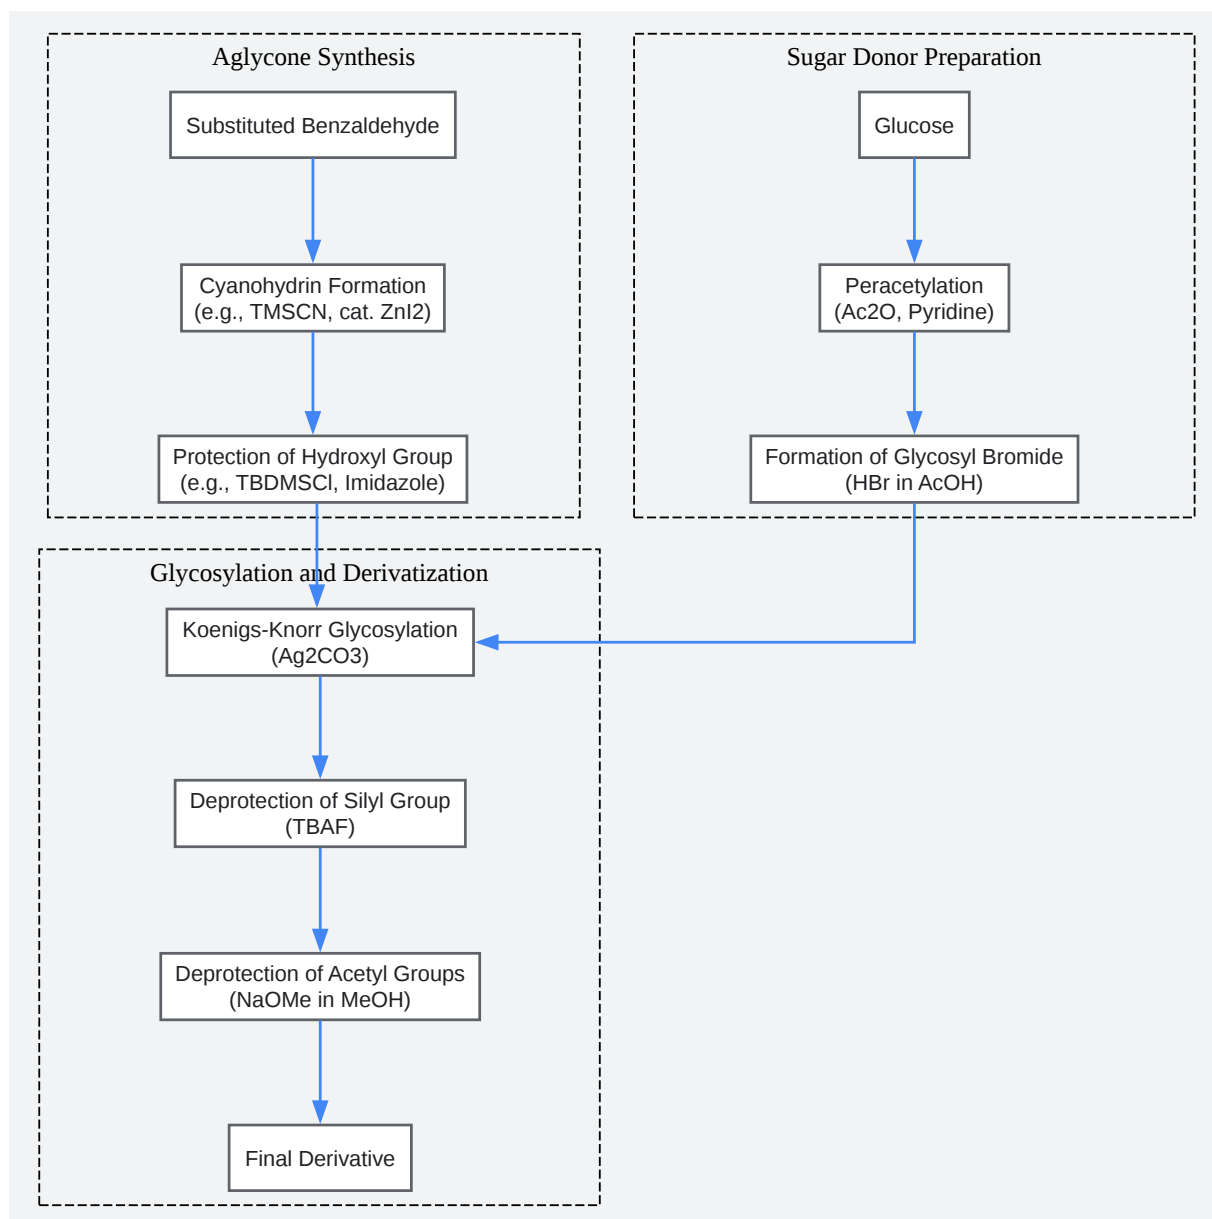 Aglycone Synthesis
Substituted Benzaldehyde
Cyanohydrin Formation
(e.g., TMSCN, cat. ZnI2)
Protection of Hydroxyl Group
(e.g., TBDMSCl, Imidazole)
Sugar Donor Preparation
Glucose
Peracetylation
(Ac2O, Pyridine)
Formation of Glycosyl Bromide
(HBr in AcOH)
Glycosylation and Derivatization
Koenigs-Knorr Glycosylation
(Ag2CO3)
Deprotection of Silyl Group
(TBAF)
Deprotection of Acetyl Groups
(NaOMe in MeOH)
Final Derivative